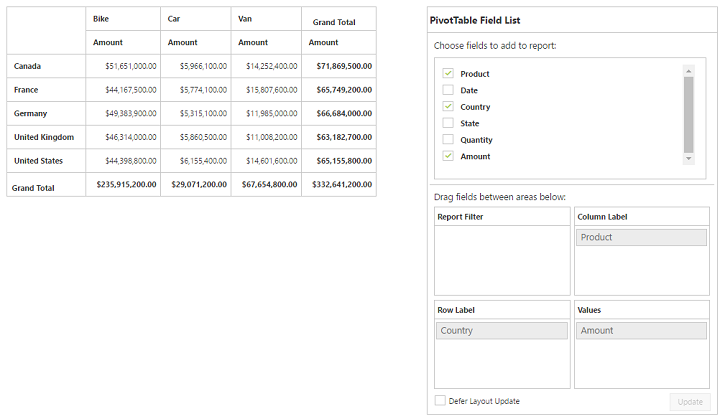 Bike Car Van Grand Total
Amount Amount Amount Amount
Canada $51,651,000.00 $5,966,100.00 $14,252,400.00 $71,869,500.00
France $44,167,500.00 $5,774,100.00 $15,807,600.00 $65,749,200.00
Germany $49,383,900.00 $5,315,100.00 $11,985,000.00 $66,684,000.00
United Kingdom $46,314,000.00 $5,860,500.00 $11,008,200.00 $63,182,700.00
United States $44,398,800.00 $6,155,400.00 $14,601,600.00 $65,155,800.00
Grand Total $235,915,200.00 $29,071,200.00 $67,654,800.00 $332,641,200.00
PivotTable Field List
Choose fields to add to report:
Product
Date
Country
State
Quantity
Amount
Drag fields between areas below:
Report Filter
Column Label
Product
Row Label
Country
Values
Amount
Defer Layout Update
Update